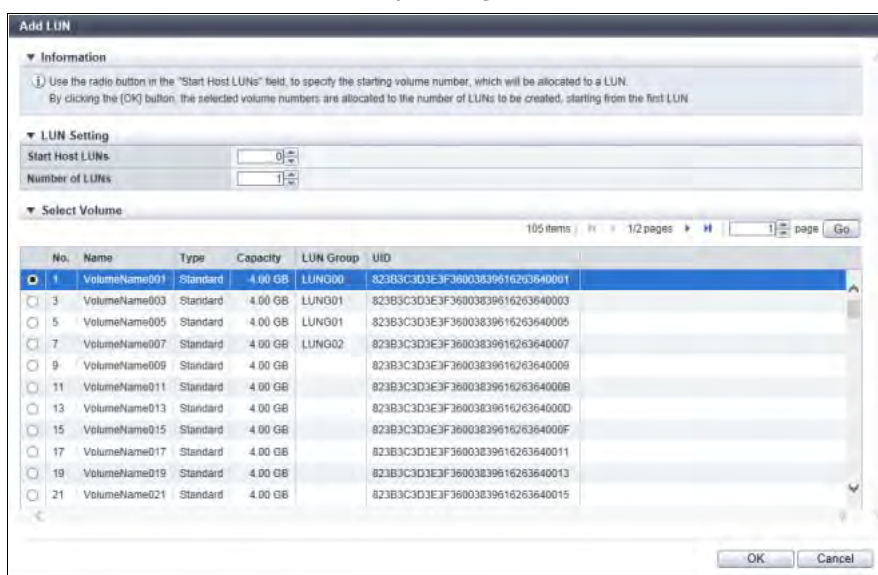 Add LUN
Information
Use the radio button in the "Start Host LUNs" field, to specify the starting volume number, which will be allocated to a LUN.
By clicking the [OK] button, the selected volume numbers are allocated to the number of LUNs to be created, starting from the first LUN.
LUN Setting
Start Host LUNs 0
Number of LUNs 1
Select Volume
105 items 1/2 pages 1 page Go
No. Name Type Capacity LUN Group UID
1 VolumeName001 Standard 4.00 GB LUNG00 823B3C3D3E3F36003839616263640001
3 VolumeName003 Standard 4.00 GB LUNG01 823B3C3D3E3F36003839616263640003
5 VolumeName005 Standard 4.00 GB LUNG01 823B3C3D3E3F36003839616263640005
7 VolumeName007 Standard 4.00 GB LUNG02 823B3C3D3E3F36003839616263640007
9 VolumeName009 Standard 4.00 GB 823B3C3D3E3F36003839616263640009
11 VolumeName011 Standard 4.00 GB 823B3C3D3E3F3600383961626364000B
13 VolumeName013 Standard 4.00 GB 823B3C3D3E3F3600383961626364000D
15 VolumeName015 Standard 4.00 GB 823B3C3D3E3F3600383961626364000F
17 VolumeName017 Standard 4.00 GB 823B3C3D3E3F36003839616263640011
19 VolumeName019 Standard 4.00 GB 823B3C3D3E3F36003839616263640013
21 VolumeName021 Standard 4.00 GB 823B3C3D3E3F36003839616263640015
OK Cancel